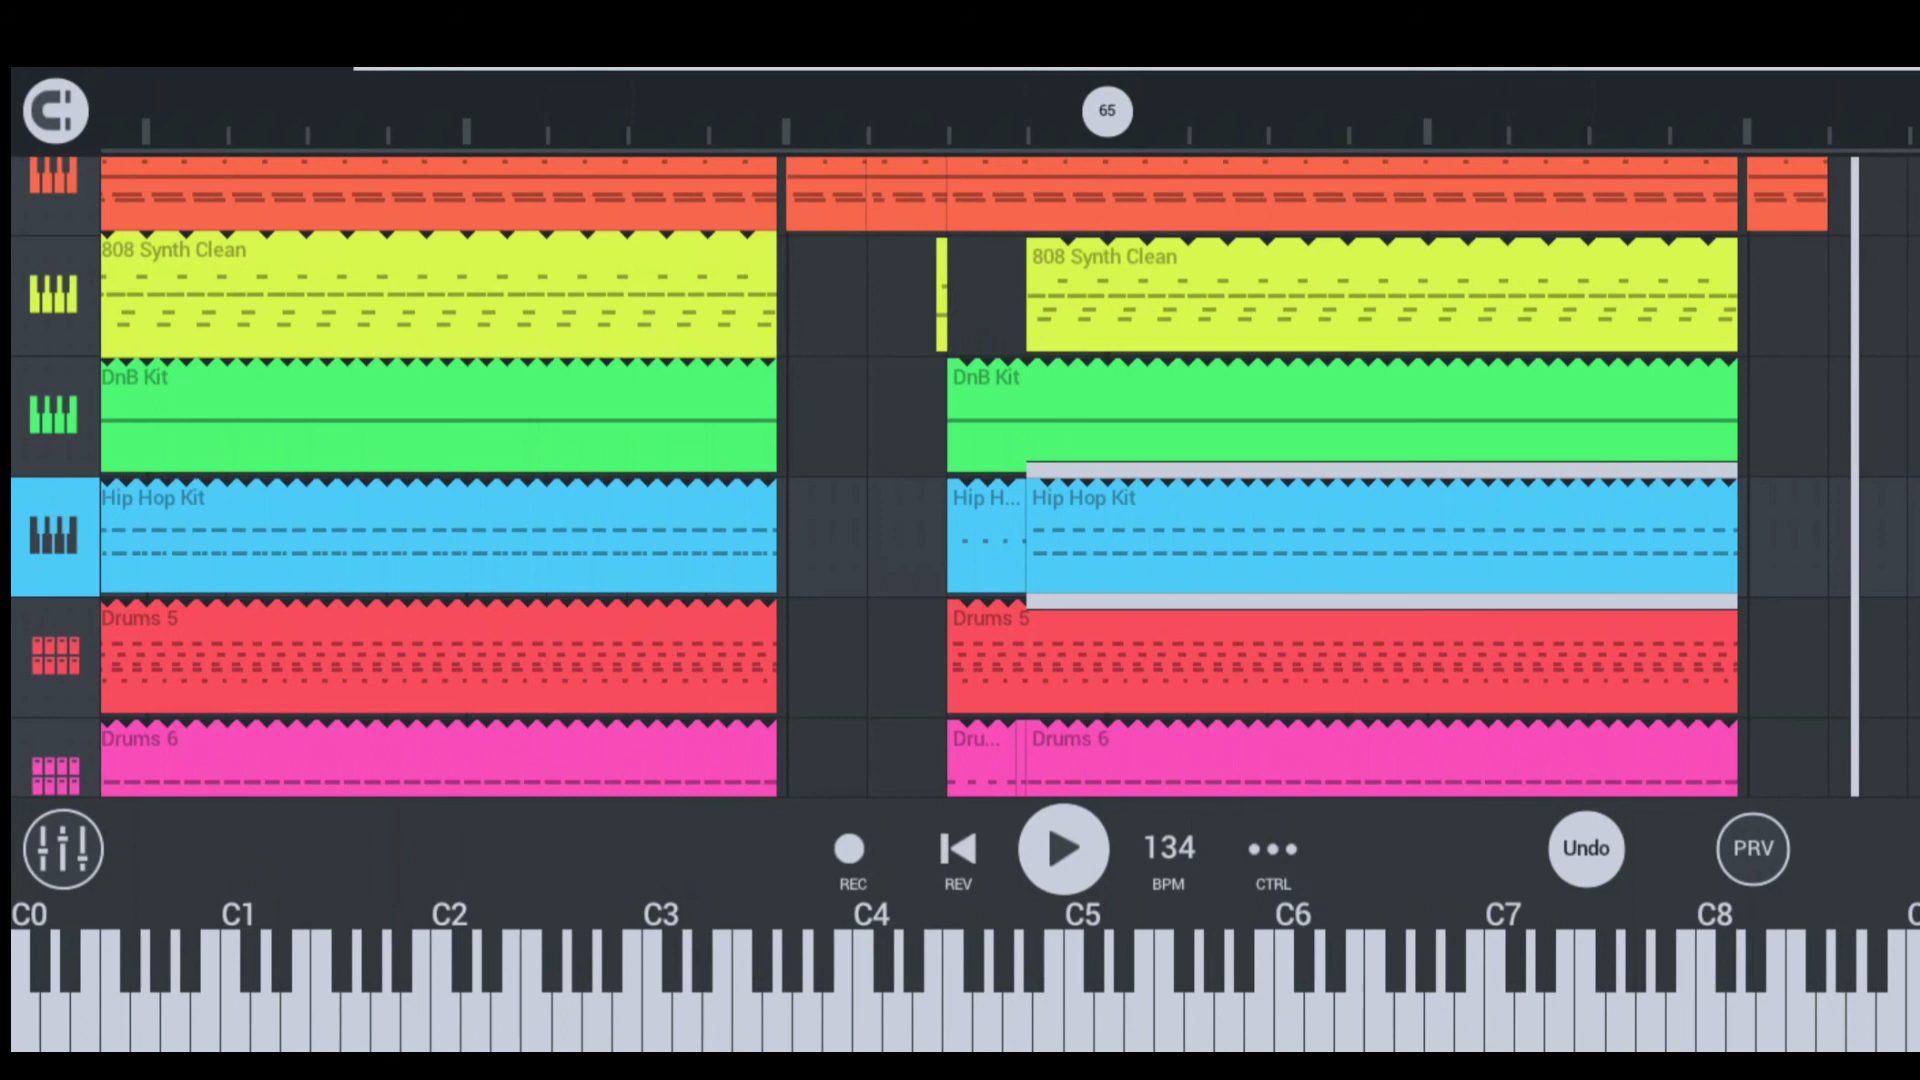 65
808 Synth Clean
808 Synth Clean
DnB Kit
DnB Kit
Hip Hop Kit
Hip H...
Hip Hop Kit
Drums 5
Drums 5
Drums 6
Dru...
Drums 6
134
Undo
PRV
REC
REV
BPM
CTRL
C0
C1
C2
C3
C4
C5
C6
C7
C8